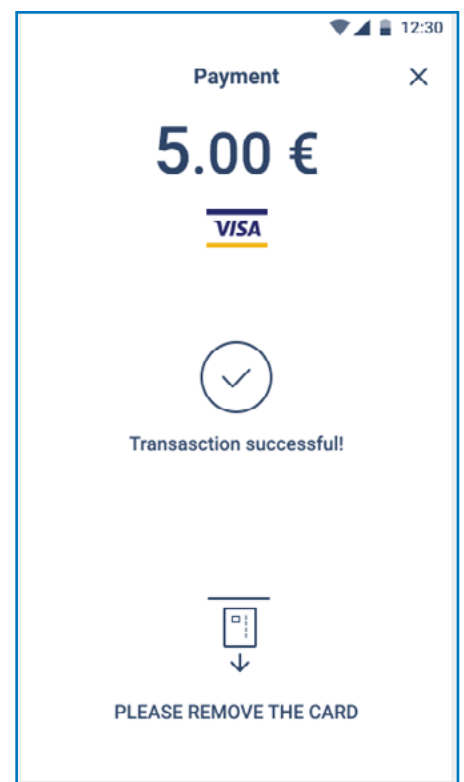 12:30
Payment
5.00 €
VISA
Transasction successful!
PLEASE REMOVE THE CARD